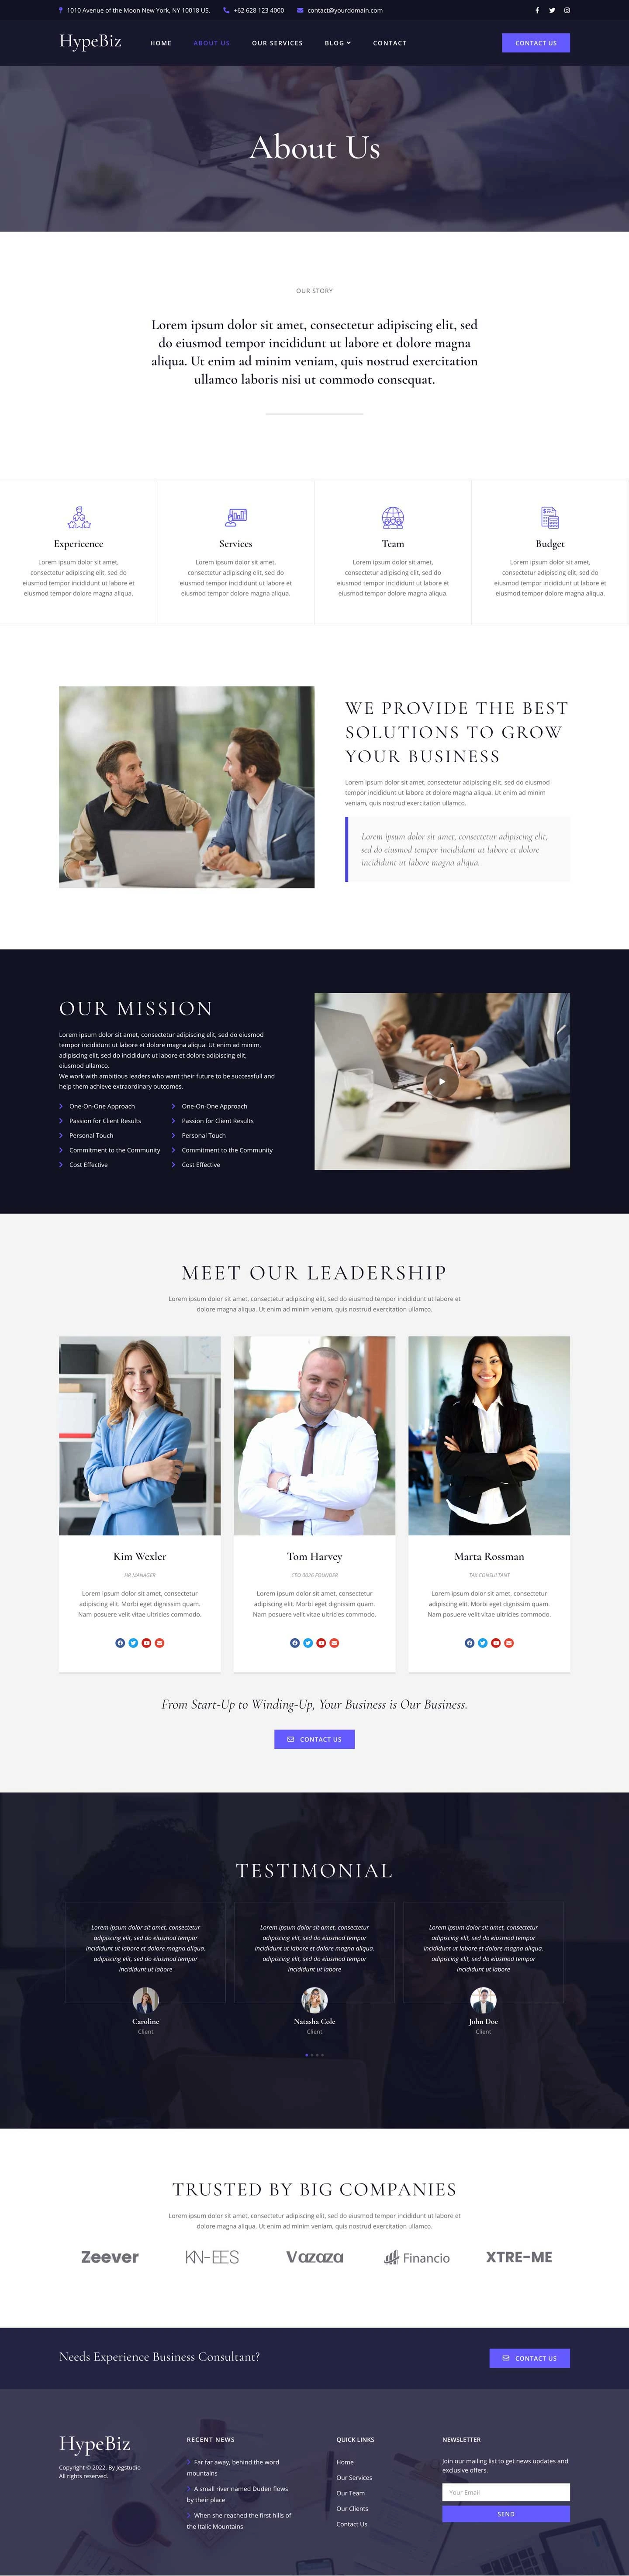 1010 Avenue of the Moon New York, NY 10018 US.
+62 628 123 4000
contact@yourdomain.com
HypeBiz
HOME
ABOUT US
OUR SERVICES
BLOG
CONTACT
CONTACT US
About Us
OUR STORY
Lorem ipsum dolor sit amet, consectetur adipiscing elit, sed
do eiusmod tempor incididunt ut labore et dolore magna
aliqua. Ut enim ad minim veniam, quis nostrud exercitation
ullamco laboris nisi ut commodo consequat.
Expericence
Lorem ipsum dolor sit amet,
consectetur adipiscing elit, sed do
eiusmod tempor incididunt ut labore et
eiusmod tempor dolore magna aliqua.
Services
Lorem ipsum dolor sit amet,
consectetur adipiscing elit, sed do
eiusmod tempor incididunt ut labore et
eiusmod tempor dolore magna aliqua.
Team
Lorem ipsum dolor sit amet,
consectetur adipiscing elit, sed do
eiusmod tempor incididunt ut labore et
eiusmod tempor dolore magna aliqua.
Budget
Lorem ipsum dolor sit amet,
consectetur adipiscing elit, sed do
eiusmod tempor incididunt ut labore et
eiusmod tempor dolore magna aliqua.
WE PROVIDE THE BEST
SOLUTIONS TO GROW
YOUR BUSINESS
Lorem ipsum dolor sit amet, consectetur adipiscing elit, sed do eiusmod
tempor incididunt ut labore et dolore magna aliqua. Ut enim ad minim
veniam, quis nostrud exercitation ullamco.
Lorem ipsum dolor sit amet, consectetur adipiscing elit,
sed do eiusmod tempor incididunt ut labore et dolore
incididunt ut labore magna aliqua.
OUR MISSION
Lorem ipsum dolor sit amet, consectetur adipiscing elit, sed do eiusmod
tempor incididunt ut labore et dolore magna aliqua. Ut enim ad minim,
adipiscing elit, sed do incididunt ut labore et dolore adipiscing elit,
eiusmod ullamco.
We work with ambitious leaders who want their future to be successfull and
help them achieve extraordinary outcomes.
One-On-One Approach
Passion for Client Results
Personal Touch
Commitment to the Community
Cost Effective
One-On-One Approach
Passion for Client Results
Personal Touch
Commitment to the Community
Cost Effective
MEET OUR LEADERSHIP
Lorem ipsum dolor sit amet, consectetur adipiscing elit, sed do eiusmod tempor incididunt ut labore et
dolore magna aliqua. Ut enim ad minim veniam, quis nostrud exercitation ullamco.
Kim Wexler
HR MANAGER
Lorem ipsum dolor sit amet, consectetur
adipiscing elit. Morbi eget dignissim quam.
Nam posuere velit vitae ultricies commodo.
Tom Harvey
CEO 0026 FOUNDER
Lorem ipsum dolor sit amet, consectetur
adipiscing elit. Morbi eget dignissim quam.
Nam posuere velit vitae ultricies commodo.
Marta Rossman
TAX CONSULTANT
Lorem ipsum dolor sit amet, consectetur
adipiscing elit. Morbi eget dignissim quam.
Nam posuere velit vitae ultricies commodo.
From Start-Up to Winding-Up, Your Business is Our Business.
CONTACT US
TESTIMONIAL
Lorem ipsum dolor sit amet, consectetur
adipiscing elit, sed do eiusmod tempor
incididunt ut labore et dolore magna aliqua.
adipiscing elit, sed do eiusmod tempor
incididunt ut labore
Caroline
Client
Lorem ipsum dolor sit amet, consectetur
adipiscing elit, sed do eiusmod tempor
incididunt ut labore et dolore magna aliqua.
adipiscing elit, sed do eiusmod tempor
incididunt ut labore
Natasha Cole
Client
Lorem ipsum dolor sit amet, consectetur
adipiscing elit, sed do eiusmod tempor
incididunt ut labore et dolore magna aliqua.
adipiscing elit, sed do eiusmod tempor
incididunt ut labore
John Doe
Client
TRUSTED BY BIG COMPANIES
Lorem ipsum dolor sit amet, consectetur adipiscing elit, sed do eiusmod tempor incididunt ut labore et
dolore magna aliqua. Ut enim ad minim veniam, quis nostrud exercitation ullamco.
Zeever
KN-EES
Vazaza
Financio
XTRE-ME
Needs Experience Business Consultant?
CONTACT US
HypeBiz
Copyright © 2022. By Jegstudio
All rights reserved.
RECENT NEWS
Far far away, behind the word
mountains
A small river named Duden flows
by their place
When she reached the first hills of
the Italic Mountains
QUICK LINKS
Home
Our Services
Our Team
Our Clients
Contact Us
NEWSLETTER
Join our mailing list to get news updates and
exclusive offers.
Your Email
SEND